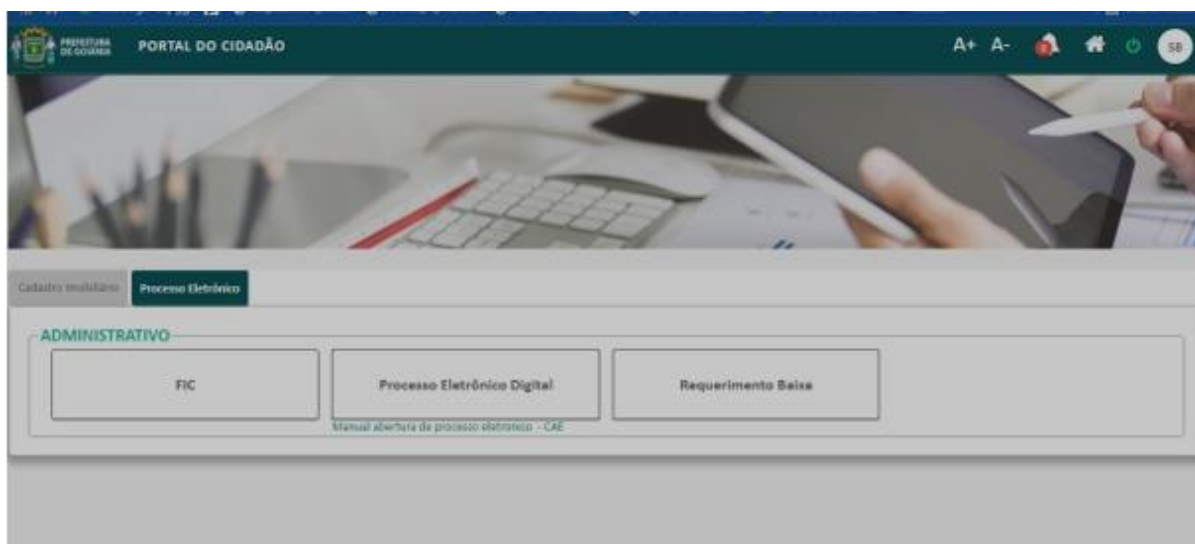 PREFEITURA
DE GOIÂNIA
PORTAL DO CIDADÃO
A+ A-
SB
Cadastro Imobiliário
Processo Eletrônico
ADMINISTRATIVO
FIC
Processo Eletrônico Digital
Requerimento Baixa
Manual abertura de processo eletronico - CAE